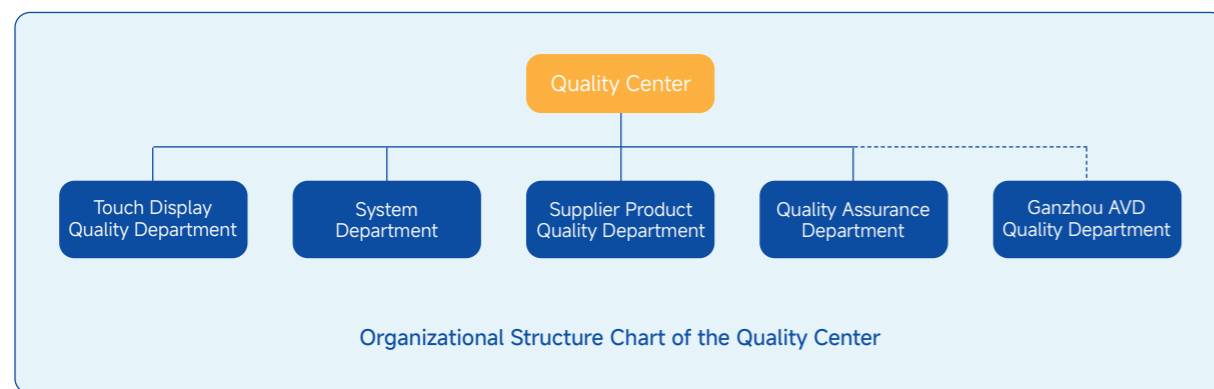 Quality Center
Touch Display
Quality Department
System
Department
Supplier Product
Quality Department
Quality Assurance
Department
Ganzhou AVD
Quality Department
Organizational Structure Chart of the Quality Center